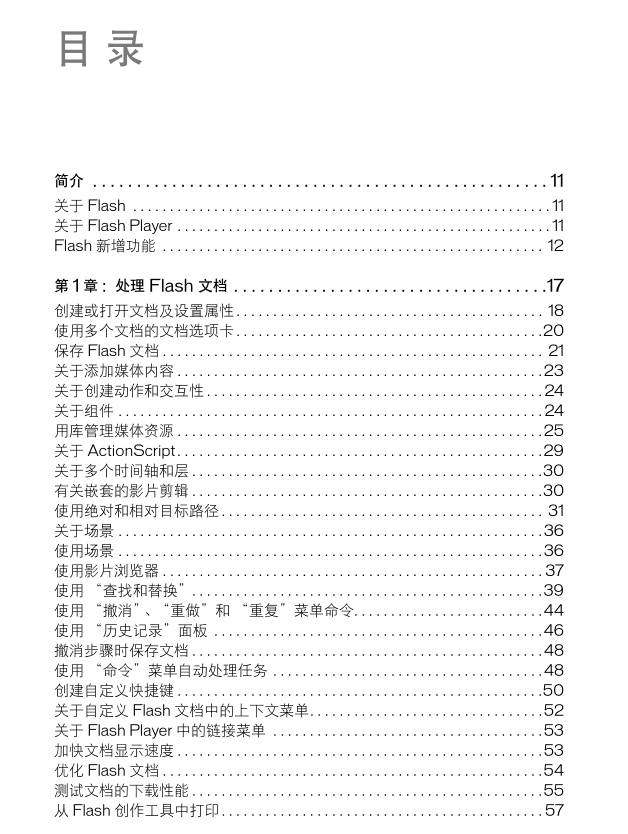 目 录
简介 . . . . . . . . . . . . . . . . . . . . . . . . . . . . . . . . . . . . . . . . . . . . . . . . . . . . 11
关于 Flash . . . . . . . . . . . . . . . . . . . . . . . . . . . . . . . . . . . . . . . . . . . . . . . . . . . . 11
关于 Flash Player . . . . . . . . . . . . . . . . . . . . . . . . . . . . . . . . . . . . . . . . . . . . . . . 11
Flash 新增功能 . . . . . . . . . . . . . . . . . . . . . . . . . . . . . . . . . . . . . . . . . . . . . . . . 12
第 1 章：处理 Flash 文档 . . . . . . . . . . . . . . . . . . . . . . . . . . . . . . . . . . . . 17
创建或打开文档及设置属性 . . . . . . . . . . . . . . . . . . . . . . . . . . . . . . . . . . . . . . 18
使用多个文档的文档选项卡 . . . . . . . . . . . . . . . . . . . . . . . . . . . . . . . . . . . . . . 20
保存 Flash 文档 . . . . . . . . . . . . . . . . . . . . . . . . . . . . . . . . . . . . . . . . . . . . . . . . 21
关于添加媒体内容 . . . . . . . . . . . . . . . . . . . . . . . . . . . . . . . . . . . . . . . . . . . . . . 23
关于创建动作和交互性 . . . . . . . . . . . . . . . . . . . . . . . . . . . . . . . . . . . . . . . . . . 24
关于组件 . . . . . . . . . . . . . . . . . . . . . . . . . . . . . . . . . . . . . . . . . . . . . . . . . . . . . . 24
用库管理媒体资源 . . . . . . . . . . . . . . . . . . . . . . . . . . . . . . . . . . . . . . . . . . . . . . 25
关于 ActionScript . . . . . . . . . . . . . . . . . . . . . . . . . . . . . . . . . . . . . . . . . . . . . . 29
关于多个时间轴和层 . . . . . . . . . . . . . . . . . . . . . . . . . . . . . . . . . . . . . . . . . . . . 30
有关嵌套的影片剪辑 . . . . . . . . . . . . . . . . . . . . . . . . . . . . . . . . . . . . . . . . . . . . 30
使用绝对和相对目标路径 . . . . . . . . . . . . . . . . . . . . . . . . . . . . . . . . . . . . . . . . 31
关于场景 . . . . . . . . . . . . . . . . . . . . . . . . . . . . . . . . . . . . . . . . . . . . . . . . . . . . . . 36
使用场景 . . . . . . . . . . . . . . . . . . . . . . . . . . . . . . . . . . . . . . . . . . . . . . . . . . . . . . 36
使用影片浏览器 . . . . . . . . . . . . . . . . . . . . . . . . . . . . . . . . . . . . . . . . . . . . . . . . 37
使用 “查找和替换” . . . . . . . . . . . . . . . . . . . . . . . . . . . . . . . . . . . . . . . . . . . . 39
使用 “撤消”、“重做” 和 “重复” 菜单命令. . . . . . . . . . . . . . . . . . . . . . . . 44
使用 “历史记录” 面板 . . . . . . . . . . . . . . . . . . . . . . . . . . . . . . . . . . . . . . . . . 46
撤消步骤时保存文档 . . . . . . . . . . . . . . . . . . . . . . . . . . . . . . . . . . . . . . . . . . . . 48
使用 “命令” 菜单自动处理任务 . . . . . . . . . . . . . . . . . . . . . . . . . . . . . . . . . . 48
创建自定义快捷键 . . . . . . . . . . . . . . . . . . . . . . . . . . . . . . . . . . . . . . . . . . . . . . 50
关于自定义 Flash 文档中的上下文菜单. . . . . . . . . . . . . . . . . . . . . . . . . . . . . 52
关于 Flash Player 中的链接菜单 . . . . . . . . . . . . . . . . . . . . . . . . . . . . . . . . . . 53
加快文档显示速度 . . . . . . . . . . . . . . . . . . . . . . . . . . . . . . . . . . . . . . . . . . . . . . 53
优化 Flash 文档 . . . . . . . . . . . . . . . . . . . . . . . . . . . . . . . . . . . . . . . . . . . . . . . . 54
测试文档的下载性能 . . . . . . . . . . . . . . . . . . . . . . . . . . . . . . . . . . . . . . . . . . . . 55
从 Flash 创作工具中打印. . . . . . . . . . . . . . . . . . . . . . . . . . . . . . . . . . . . . . . . . 57